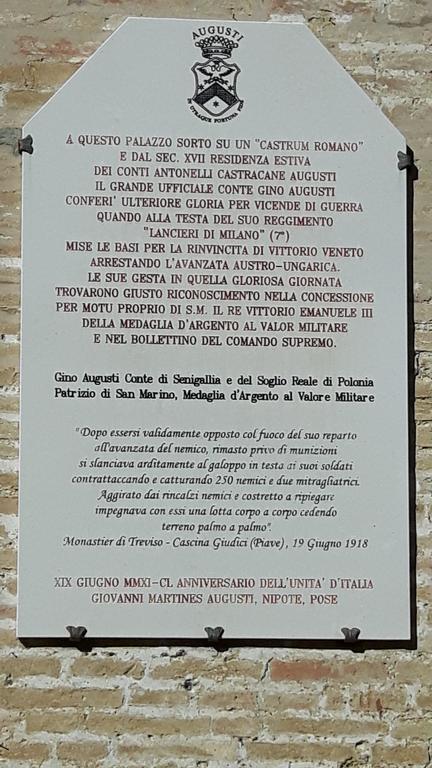 AUGUSTI
IN UTRAQUE FORTUNA
A QUESTO PALAZZO SORTO SU UN "CASTRUM ROMANO"
E DAL SEC. XVII RESIDENZA ESTIVA
DEI CONTI ANTONELLI CASTRACANE AUGUSTI
IL GRANDE UFFICIALE CONTE GINO AUGUSTI
CONFERI' ULTERIORE GLORIA PER VICENDE DI GUERRA
QUANDO ALLA TESTA DEL SUO REGGIMENTO
"LANCIERI DI MILANO" (7°)
MISE LE BASI PER LA RINVINCITA DI VITTORIO VENETO
ARRESTANDO L'AVANZATA AUSTRO-UNGARICA.
LE SUE GESTA IN QUELLA GLORIOSA GIORNATA
TROVARONO GIUSTO RICONOSCIMENTO NELLA CONCESSIONE
PER MOTU PROPRIO DI S.M. IL RE VITTORIO EMANUELE III
DELLA MEDAGLIA D'ARGENTO AL VALOR MILITARE
E NEL BOLLETTINO DEL COMANDO SUPREMO.
Gino Augusti Conte di Senigallia e del Soglio Reale di Polonia
Patrizio di San Marino, Medaglia d'Argento al Valore Militare
"Dopo essersi validamente opposto col fuoco del suo reparto
all'avanzata del nemico, rimasto privo di munizioni
si slanciava arditamente al galoppo in testa ai suoi soldati
contrattaccando e catturando 250 nemici e due mitragliatrici.
Aggirato dai rincalzi nemici e costretto a ripiegare
impegnava con essi una lotta corpo a corpo cedendo
terreno palmo a palmo".
Monastier di Treviso - Cascina Giudici (Piave), 19 Giugno 1918
XIX GIUGNO MMXI-CL ANNIVERSARIO DELL'UNITA' D'ITALIA
GIOVANNI MARTINES AUGUSTI, NIPOTE, POSE